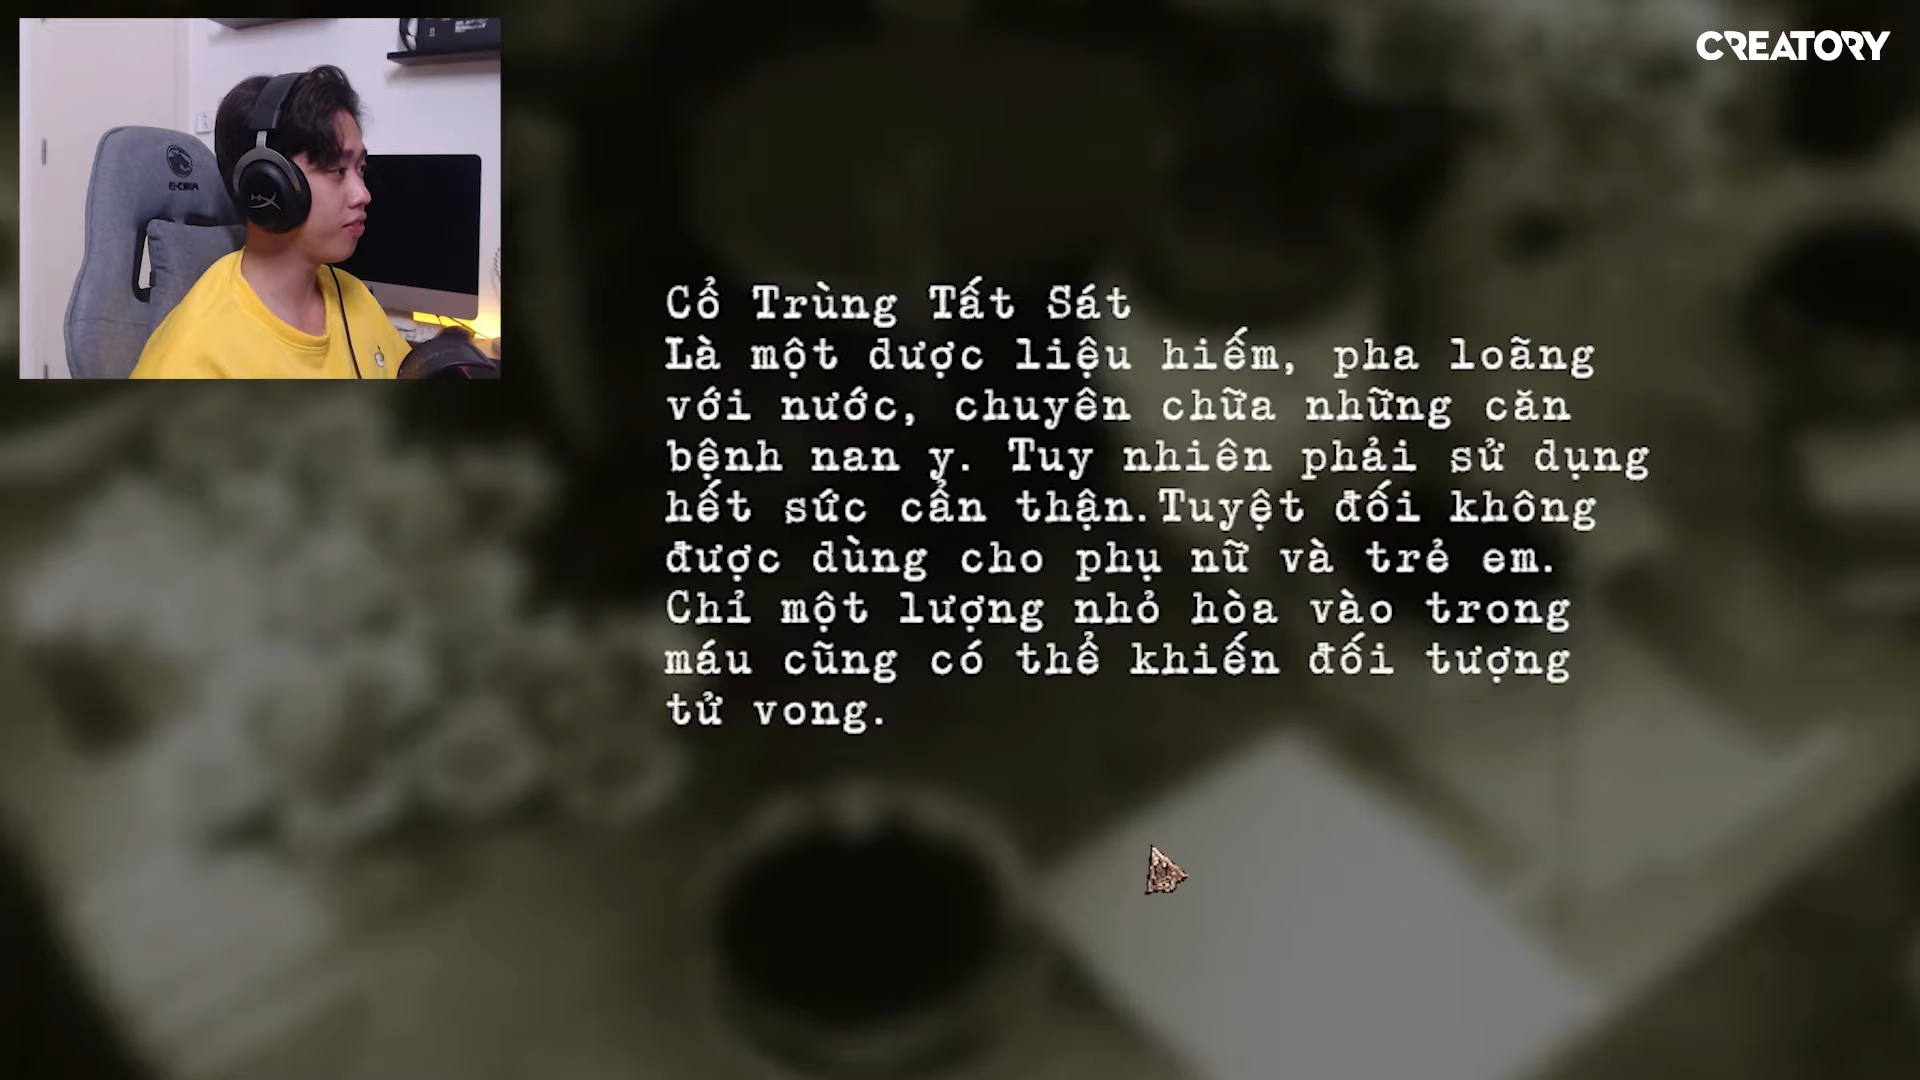 CREATORY
E-DRA
Cổ Trùng Tất Sát
Là một dược liệu hiếm, pha loãng
với nước, chuyên chữa những căn
bệnh nan y. Tuy nhiên phải sử dụng
hết sức cẩn thận.Tuyệt đối không
được dùng cho phụ nữ và trẻ em.
Chỉ một lượng nhỏ hòa vào trong
máu cũng có thể khiến đối tượng
tử vong.